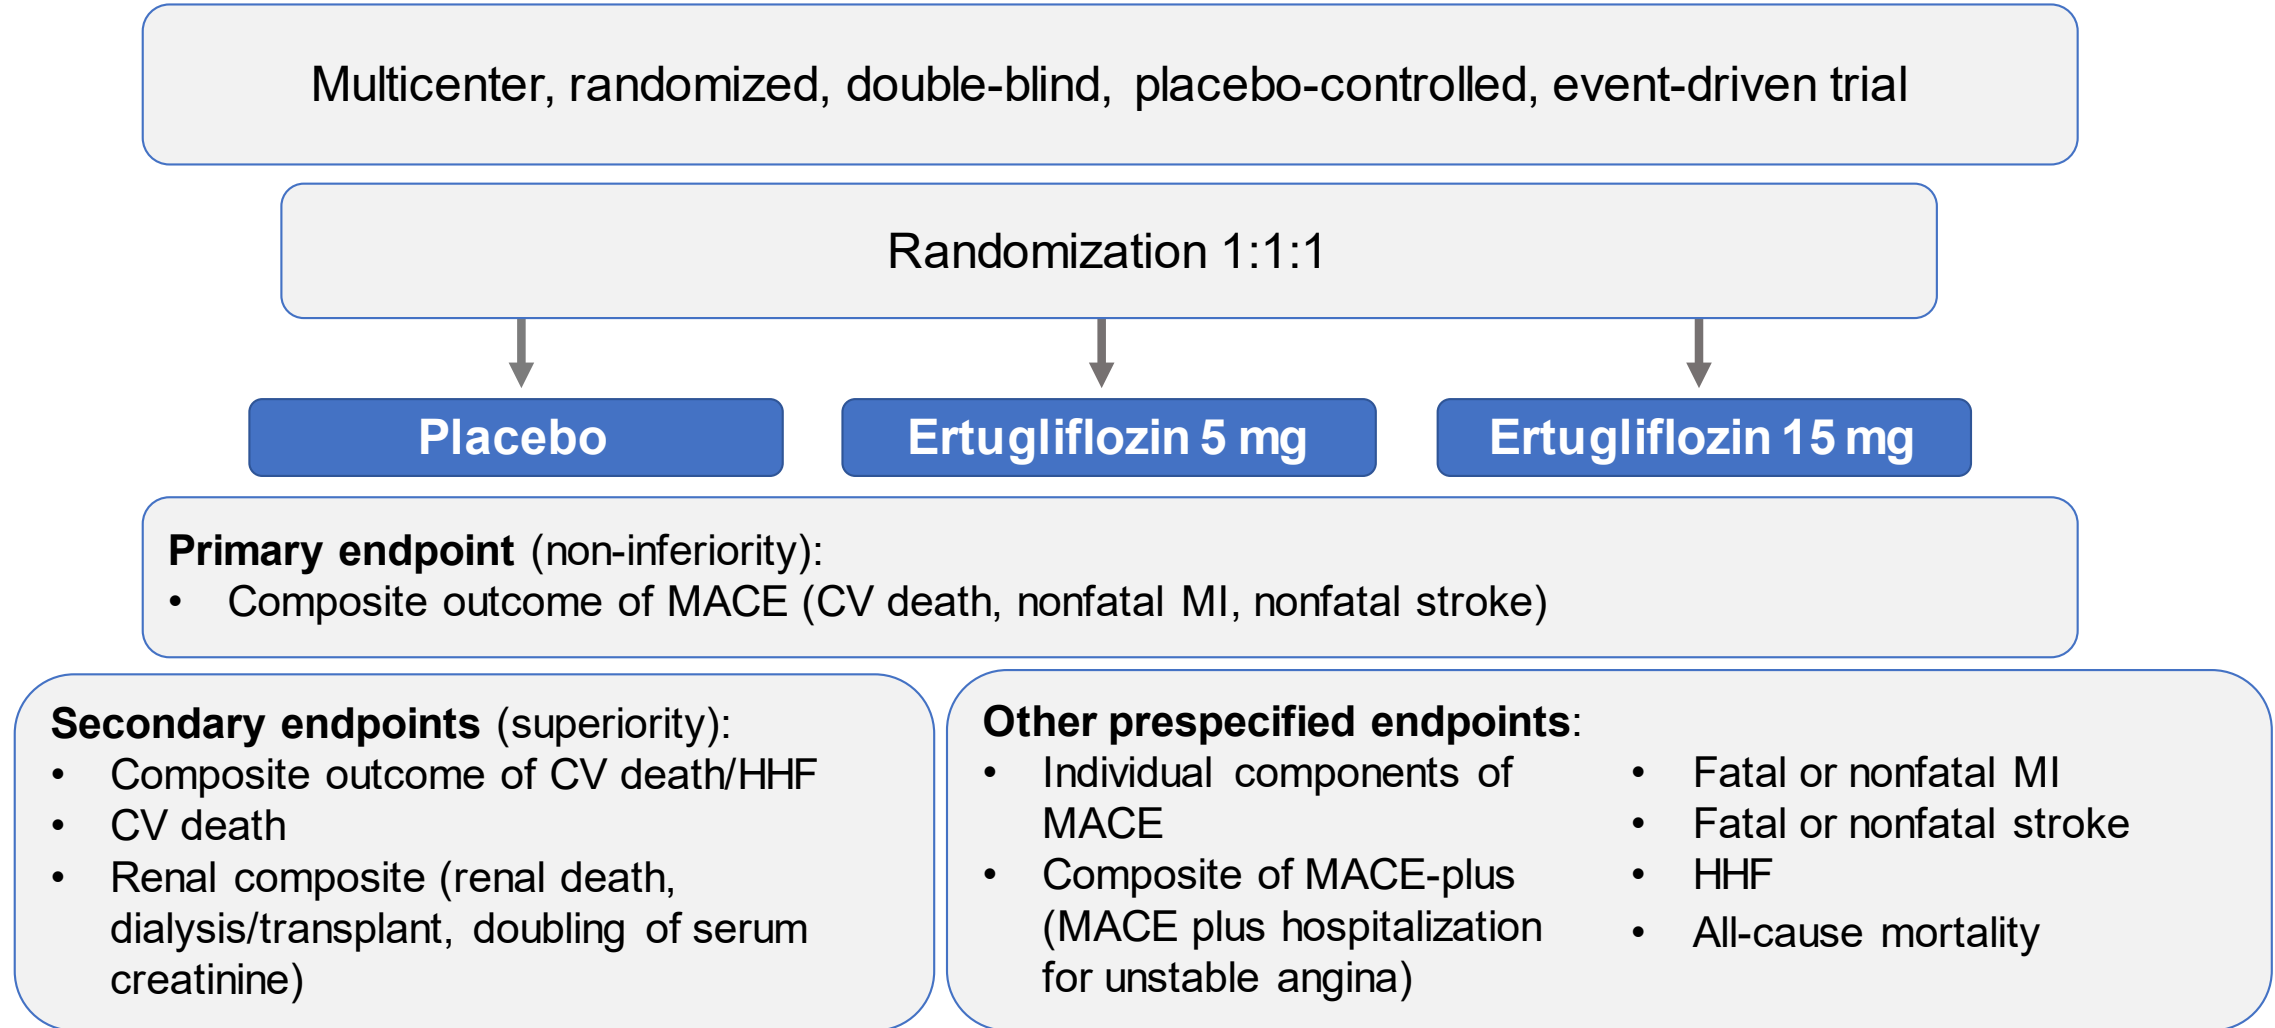 Multicenter, randomized, double-blind, placebo-controlled, event-driven trial
Randomization 1:1:1
Placebo
Ertugliflozin 5 mg
Ertugliflozin 15 mg
Primary endpoint (non-inferiority):
• Composite outcome of MACE (CV death, nonfatal MI, nonfatal stroke)
Secondary endpoints (superiority):
• Composite outcome of CV death/HHF
• CV death
• Renal composite (renal death,
dialysis/transplant, doubling of serum
creatinine)
Other prespecified endpoints:
• Individual components of
MACE
• Composite of MACE-plus
(MACE plus hospitalization
for unstable angina)
• Fatal or nonfatal MI
• Fatal or nonfatal stroke
• HHF
• All-cause mortality